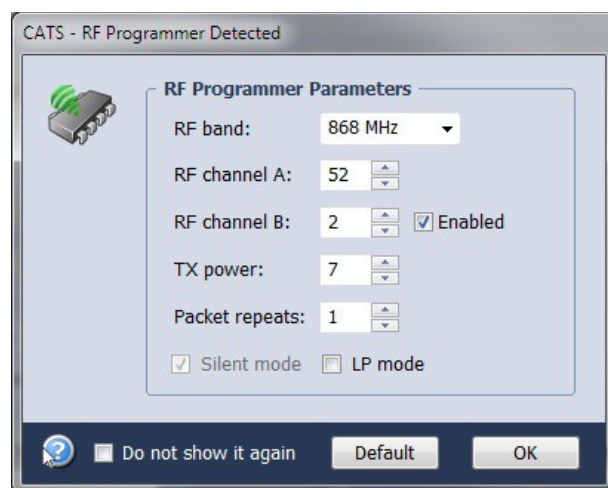 CATS - RF Programmer Detected
RF Programmer Parameters
RF band: 868 MHz
RF channel A: 52
RF channel B: 2 Enabled
TX power: 7
Packet repeats: 1
Silent mode LP mode
Do not show it again Default OK